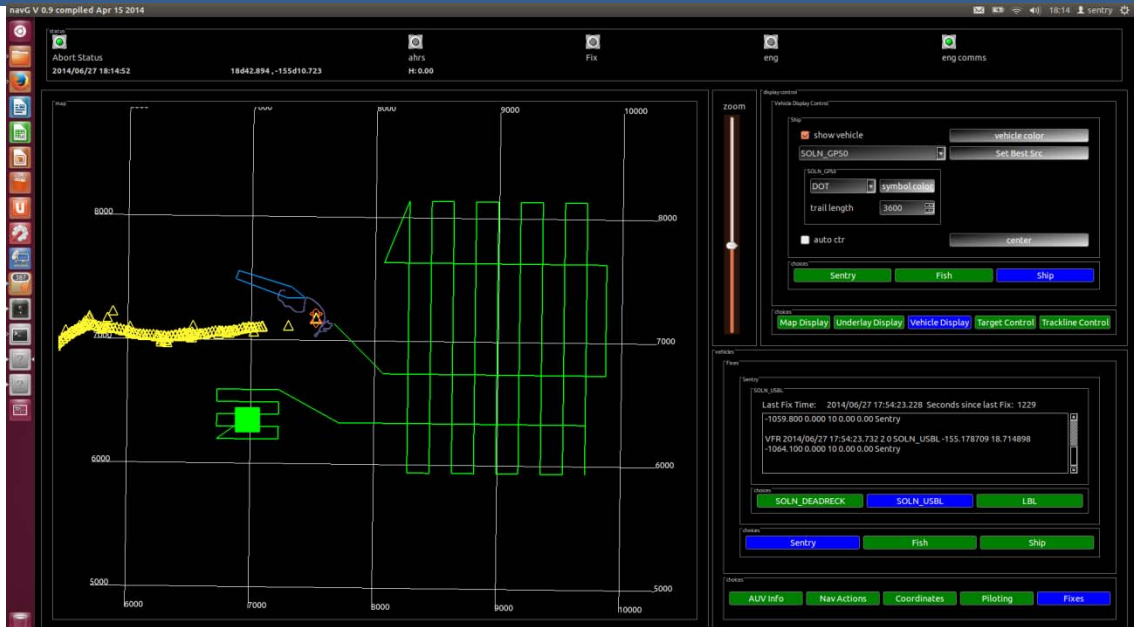 navG V 0.9 compiled Apr 15 2014
18:14 sentry
status
Abort Status
ahrs
Fix
eng
eng comms
2014/06/27 18:14:52
18d42.894 ,-155d10.723
H: 0.00
map
7000
8000
9000
10000
8000
8000
7000
7000
6000
6000
5000
5000
6000
7000
8000
9000
10000
zoom
display control
Vehicle Display Control
Ship
show vehicle
vehicle color
SOLN_GPS0
Set Best Src
SOLN_GPS0
DOT
symbol color
trail length
3600
auto ctr
center
choices
Sentry
Fish
Ship
choices
Map Display
Underlay Display
Vehicle Display
Target Control
Trackline Control
vehicles
Fixes
Sentry
SOLN_USBL
Last Fix Time: 2014/06/27 17:54:23.228 Seconds since last Fix: 1229
-1059.800 0.000 10 0.00 0.00 Sentry
VFR 2014/06/27 17:54:23.732 2 0 SOLN_USBL -155.178709 18.714898
-1064.100 0.000 10 0.00 0.00 Sentry
choices
SOLN_DEADRECK
SOLN_USBL
LBL
choices
Sentry
Fish
Ship
choices
AUV Info
Nav Actions
Coordinates
Piloting
Fixes